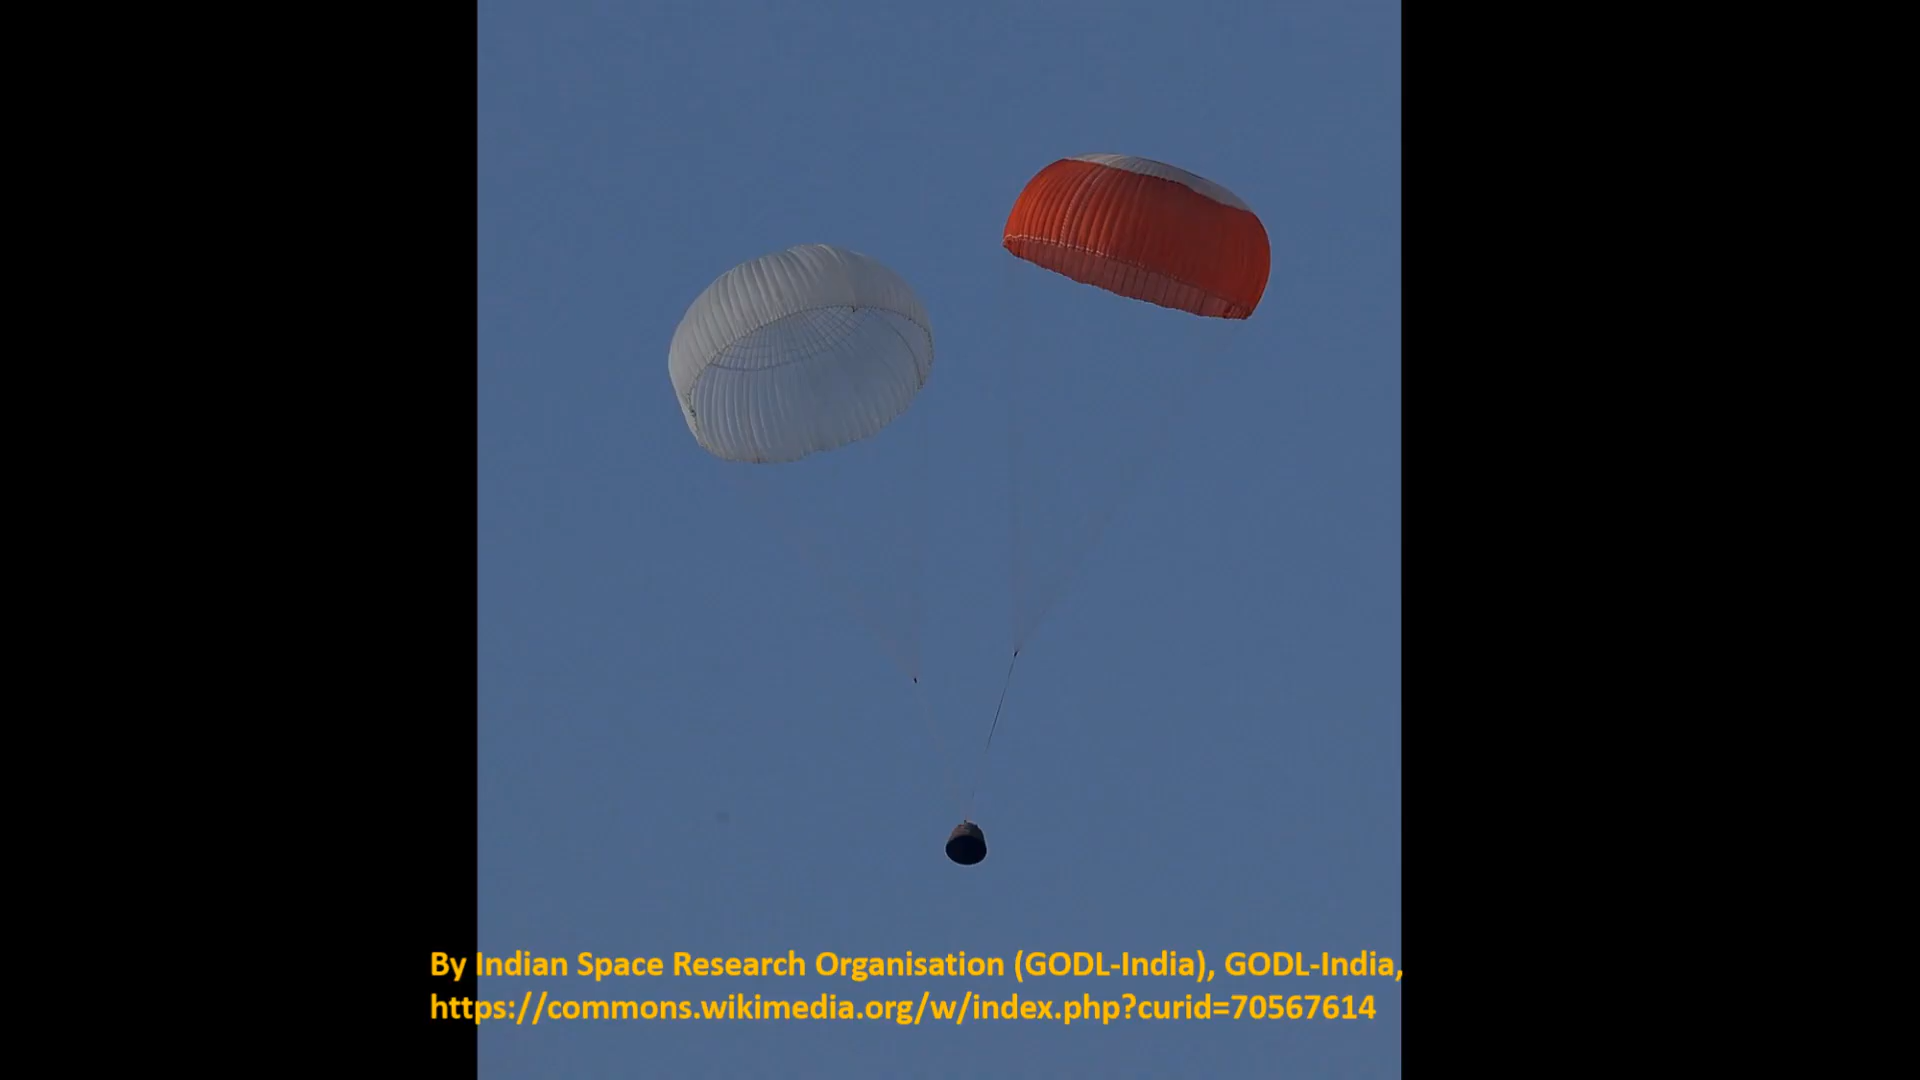 By Indian Space Research Organisation (GODL-India), GODL-India,
https://commons.wikimedia.org/w/index.php?curid=70567614